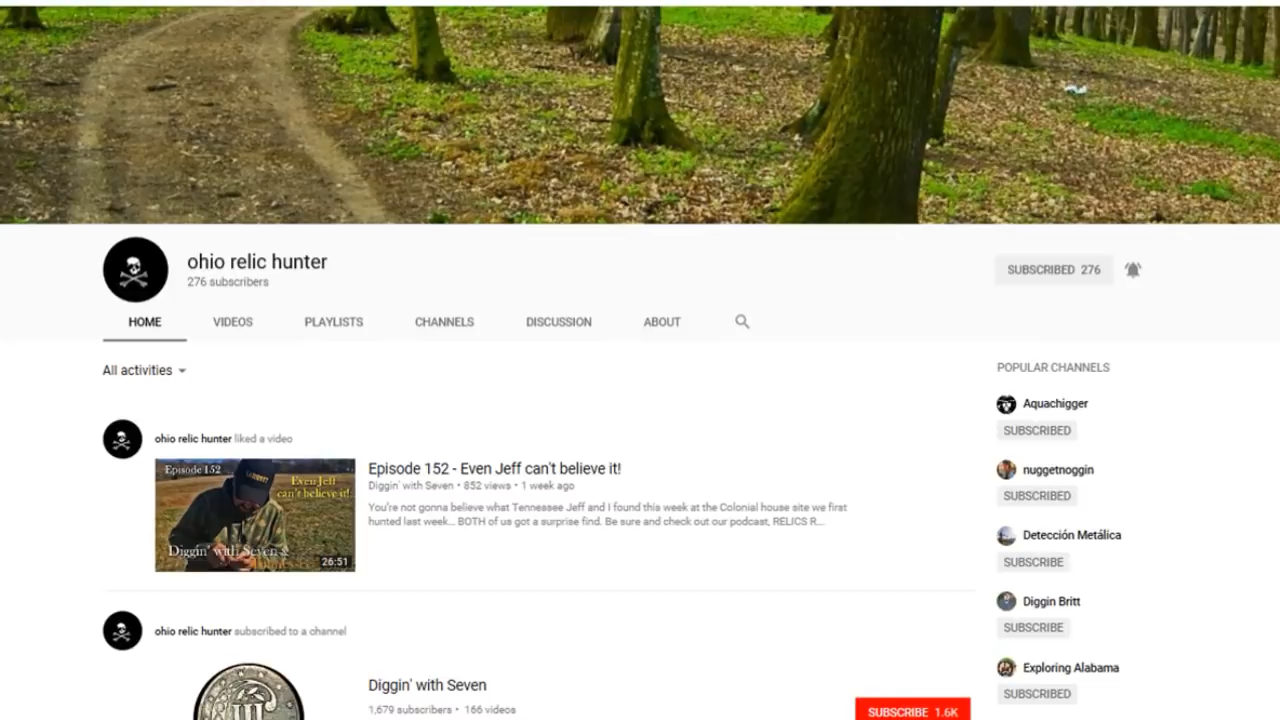 ohio relic hunter
276 subscribers
SUBSCRIBED 276
HOME VIDEOS PLAYLISTS CHANNELS DISCUSSION ABOUT
All activities
ohio relic hunter liked a video
Episode 152
Even Jeff
can't believe it!
Diggin' with Seven &
26:51
Episode 152 - Even Jeff can't believe it!
Diggin' with Seven • 852 views • 1 week ago
You're not gonna believe what Tennessee Jeff and I found this week at the Colonial house site we first
hunted last week... BOTH of us got a surprise find. Be sure and check out our podcast, RELICS R...
ohio relic hunter subscribed to a channel
III
Diggin' with Seven
1,679 subscribers • 166 videos
SUBSCRIBE 1.6K
POPULAR CHANNELS
Aquachigger
SUBSCRIBED
nuggetnoggin
SUBSCRIBED
Detección Metálica
SUBSCRIBE
Diggin Britt
SUBSCRIBE
Exploring Alabama
SUBSCRIBED